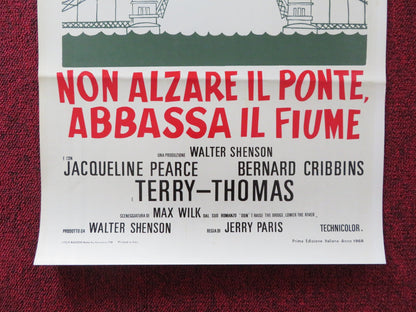 NON ALZARE IL PONTE,
ABBASSA IL FIUME
UNA PRODUZIONE WALTER SHENSON
E CON
JACQUELINE PEARCE BERNARD CRIBBINS
E TERRY-THOMAS
SCENEGGIATURA DI MAX WILK DAL SUO ROMANZO "DON'T RAISE THE BRIDGE, LOWER THE RIVER"
PRODOTTO DA WALTER SHENSON REGIA DI JERRY PARIS TECHNICOLOR®
Prima Edizione Italiana Anno 1968